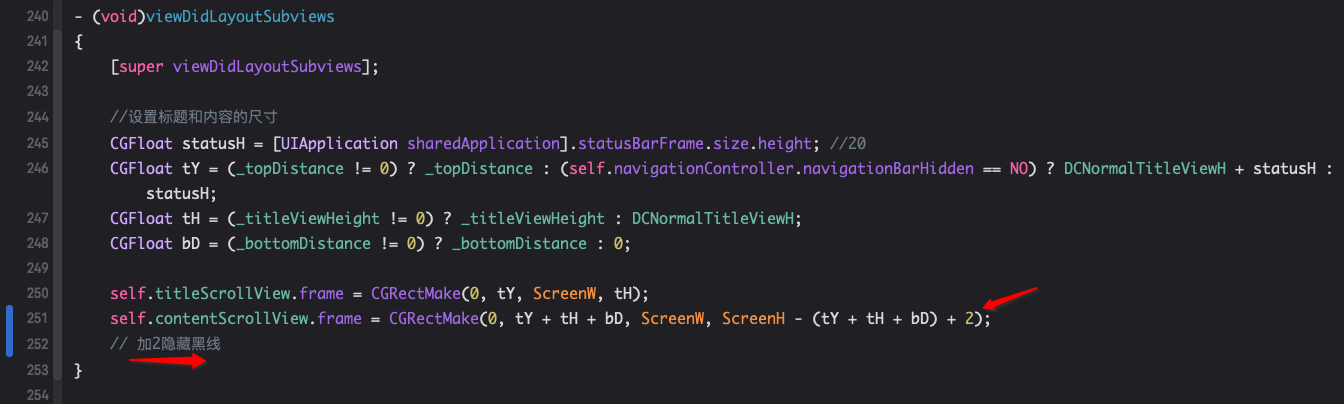 240 - (void)viewDidLayoutSubviews
241 {
242 [super viewDidLayoutSubviews];
243
244 //设置标题和内容的尺寸
245 CGFloat statusH = [UIApplication sharedApplication].statusBarFrame.size.height; //20
246 CGFloat tY = (_topDistance != 0) ? _topDistance : (self.navigationController.navigationBarHidden == NO) ? DCNormalTitleViewH + statusH :
statusH;
247 CGFloat tH = (_titleViewHeight != 0) ? _titleViewHeight : DCNormalTitleViewH;
248 CGFloat bD = (_bottomDistance != 0) ? _bottomDistance : 0;
249
250 self.titleScrollView.frame = CGRectMake(0, tY, ScreenW, tH);
251 self.contentScrollView.frame = CGRectMake(0, tY + tH + bD, ScreenW, ScreenH - (tY + tH + bD) + 2);
252 // 加2隐藏黑线
253 }
254